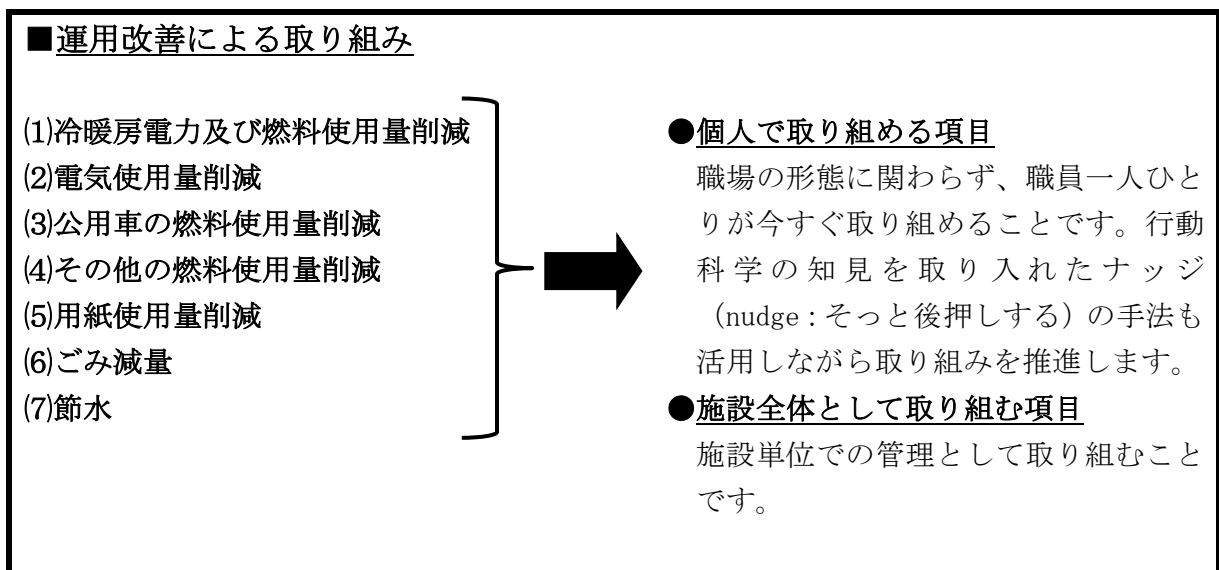 ■運用改善による取り組み
⑴冷暖房電力及び燃料使用量削減
⑵電気使用量削減
⑶公用車の燃料使用量削減
⑷その他の燃料使用量削減
⑸用紙使用量削減
⑹ごみ減量
⑺節水
●個人で取り組める項目
職場の形態に関わらず、職員一人ひと
りが今すぐ取り組めることです。行動
科学の知見を取り入れたナッジ
（nudge：そっと後押しする）の手法も
活用しながら取り組みを推進します。
●施設全体として取り組む項目
施設単位での管理として取り組むこと
です。